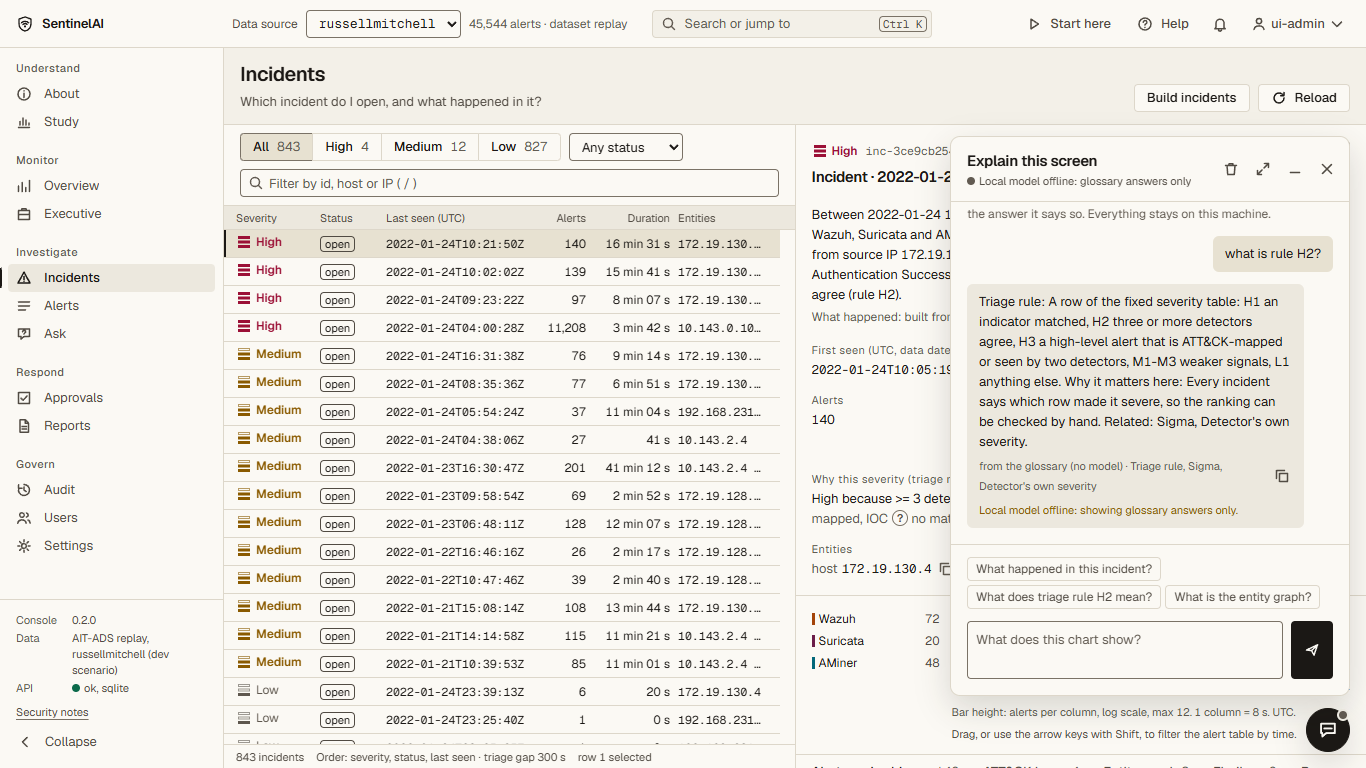 SentinelAI
Data source russellmitchell 45,544 alerts · dataset replay
Search or jump to Ctrl K
Start here Help ui-admin
Understand
About
Study
Monitor
Overview
Executive
Investigate
Incidents
Alerts
Ask
Respond
Approvals
Reports
Govern
Audit
Users
Settings
Console 0.2.0
Data AIT-ADS replay,
russellmitchell (dev
scenario)
API ok, sqlite
Security notes
Collapse
Incidents
Which incident do I open, and what happened in it?
Build incidents Reload
All 843 High 4 Medium 12 Low 827 Any status
Filter by id, host or IP ( / )
Severity Status Last seen (UTC) Alerts Duration Entities
High open 2022-01-24T10:21:50Z 140 16 min 31 s 172.19.130.…
High open 2022-01-24T10:02:02Z 139 15 min 41 s 172.19.130.…
High open 2022-01-24T09:23:22Z 97 8 min 07 s 172.19.130.…
High open 2022-01-24T04:00:28Z 11,208 3 min 42 s 10.143.0.10…
Medium open 2022-01-24T16:31:38Z 76 9 min 14 s 172.19.130.…
Medium open 2022-01-24T08:35:36Z 77 6 min 51 s 172.19.130.…
Medium open 2022-01-24T05:54:24Z 37 11 min 04 s 192.168.231…
Medium open 2022-01-24T04:38:06Z 27 41 s 10.143.2.4
Medium open 2022-01-23T16:30:47Z 201 41 min 12 s 10.143.2.4 …
Medium open 2022-01-23T09:58:54Z 69 2 min 52 s 172.19.128.…
Medium open 2022-01-23T06:48:11Z 128 12 min 07 s 172.19.128.…
Medium open 2022-01-22T16:46:16Z 26 2 min 17 s 172.19.128.…
Medium open 2022-01-22T10:47:46Z 39 2 min 40 s 172.19.128.…
Medium open 2022-01-21T15:08:14Z 108 13 min 44 s 172.19.130.…
Medium open 2022-01-21T14:14:58Z 115 11 min 21 s 10.143.2.4 …
Medium open 2022-01-21T10:39:53Z 85 11 min 01 s 10.143.2.4 …
Low open 2022-01-24T23:39:13Z 6 20 s 172.19.130.4
Low open 2022-01-24T23:25:40Z 1 0 s 192.168.231…
843 incidents Order: severity, status, last seen · triage gap 300 s row 1 selected
High inc-3ce9cb25
Incident · 2022-01-2
Between 2022-01-24 1
Wazuh, Suricata and AM
from source IP 172.19.1
Authentication Success
agree (rule H2).
What happened: built from
First seen (UTC, data date
2022-01-24T10:05:19
Alerts
140
Why this severity (triage r
High because >= 3 dete
mapped, IOC ? no mat
Entities
host 172.19.130.4
Wazuh 72
Suricata 20
AMiner 48
Bar height: alerts per column, log scale, max 12. 1 column = 8 s. UTC.
Drag, or use the arrow keys with Shift, to filter the alert table by time.
Explain this screen
Local model offline: glossary answers only
the answer it says so. Everything stays on this machine.
what is rule H2?
Triage rule: A row of the fixed severity table: H1 an
indicator matched, H2 three or more detectors
agree, H3 a high-level alert that is ATT&CK-mapped
or seen by two detectors, M1-M3 weaker signals, L1
anything else. Why it matters here: Every incident
says which row made it severe, so the ranking can
be checked by hand. Related: Sigma, Detector's own
severity.
from the glossary (no model) · Triage rule, Sigma,
Detector's own severity
Local model offline: showing glossary answers only.
What happened in this incident?
What does triage rule H2 mean? What is the entity graph?
What does this chart show?